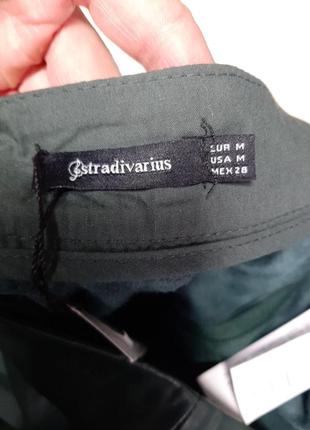 stradivarius
EUR M
USA M
MEX 28